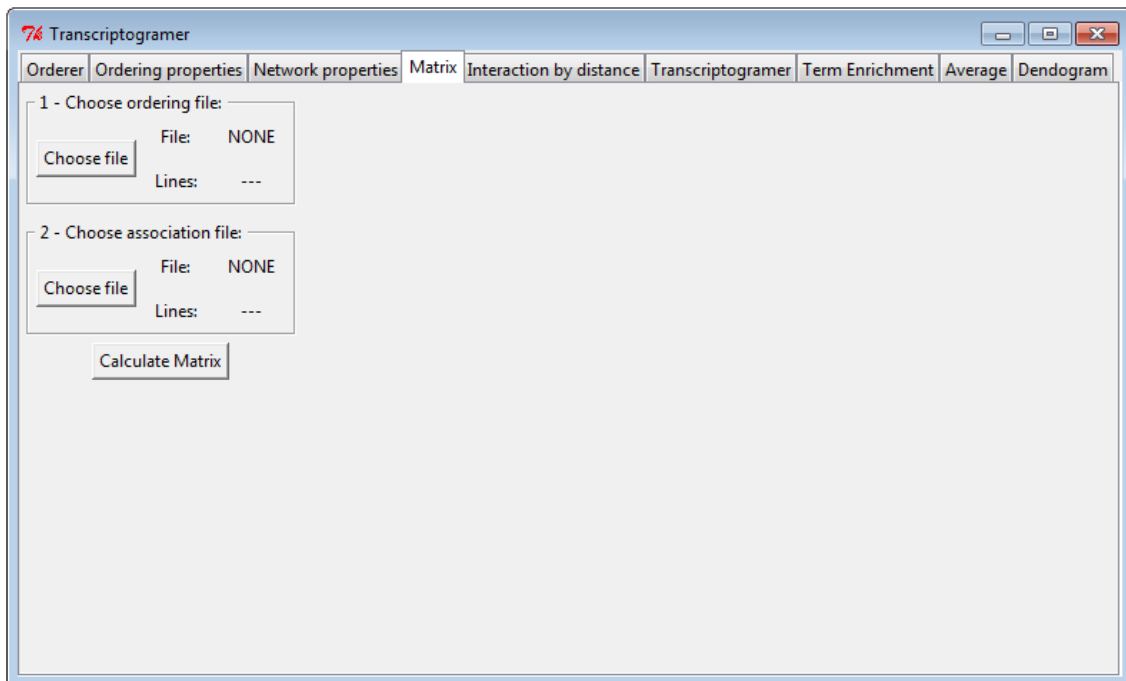 Transcriptogramer
Orderer Ordering properties Network properties Matrix Interaction by distance Transcriptogramer Term Enrichment Average Dendogram
1 - Choose ordering file:
File: NONE
Choose file
Lines: ---
2 - Choose association file:
File: NONE
Choose file
Lines: ---
Calculate Matrix